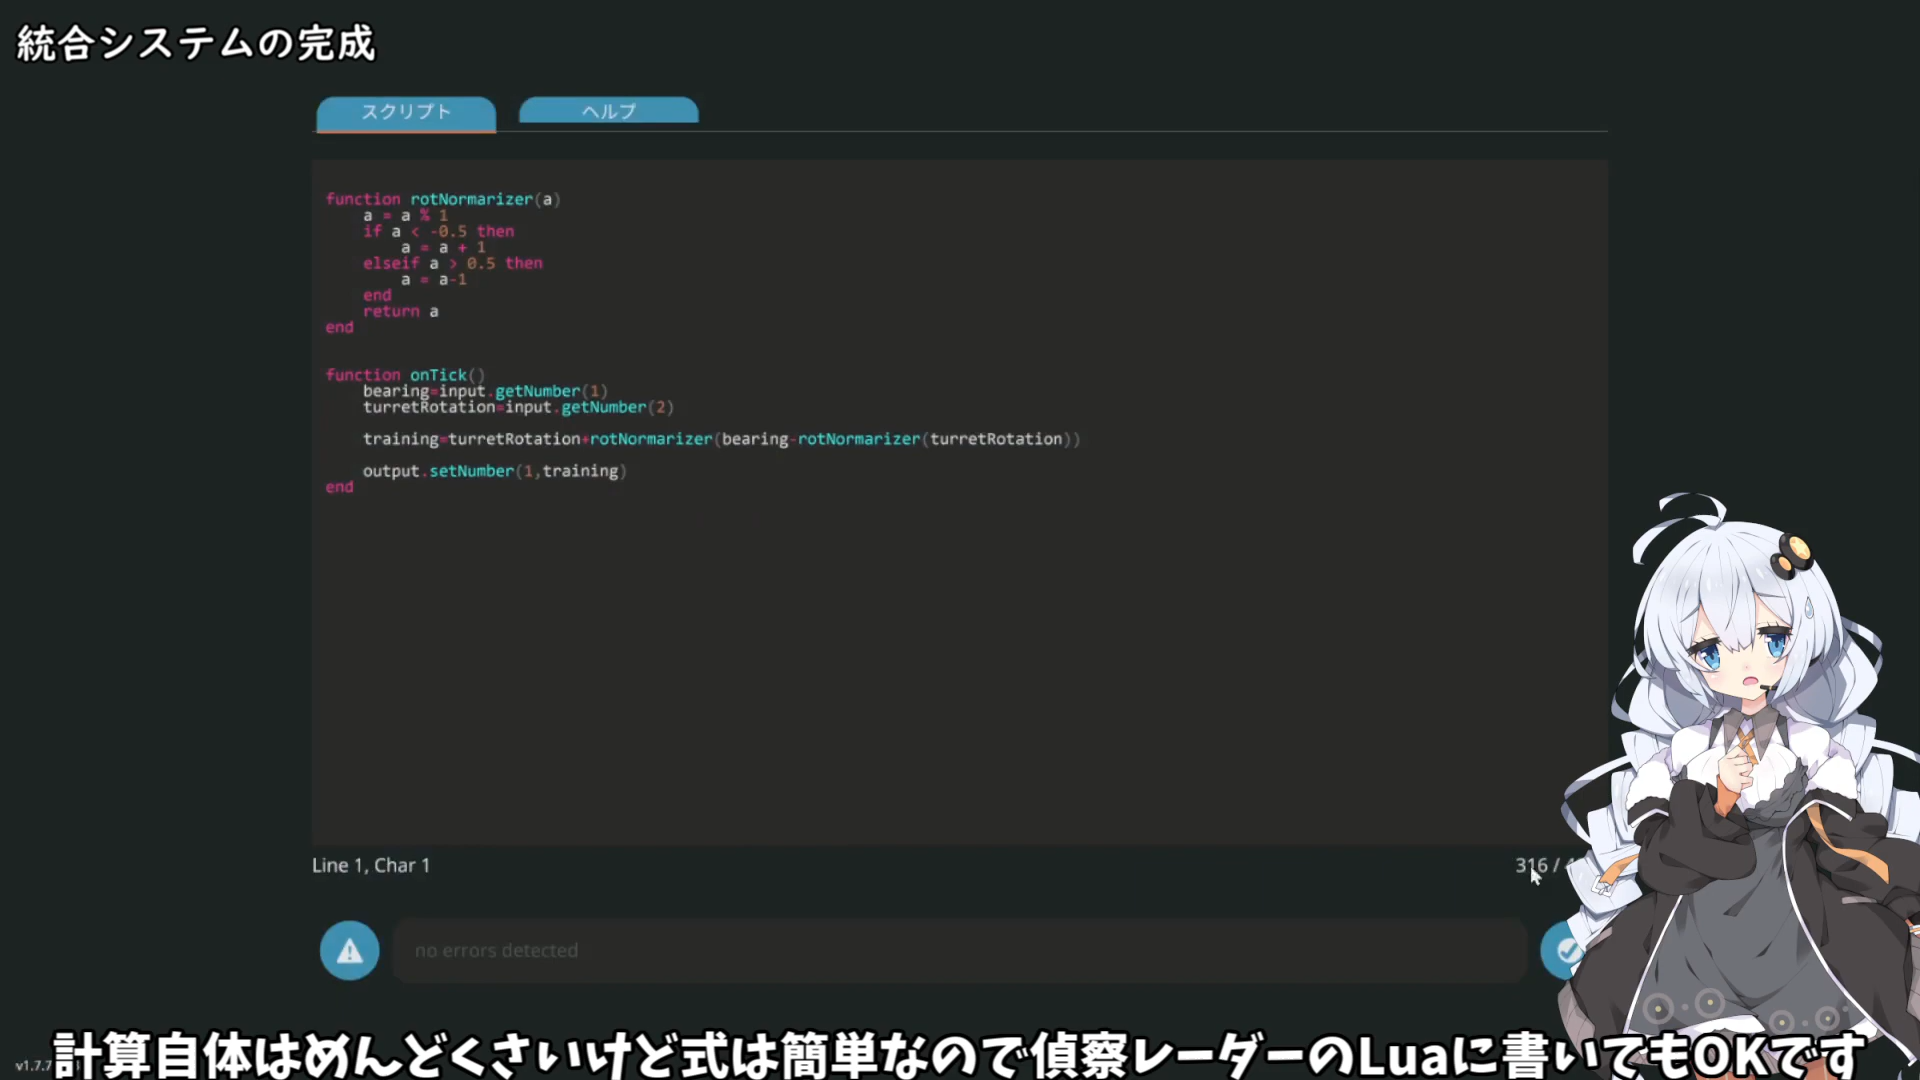 統合システムの完成
スクリプト
ヘルプ
function rotNormarizer(a)
a = a % 1
if a < -0.5 then
a = a + 1
elseif a > 0.5 then
a = a-1
end
return a
end
function onTick()
bearing=input.getNumber(1)
turretRotation=input.getNumber(2)
training=turretRotation+rotNormarizer(bearing-rotNormarizer(turretRotation))
output.setNumber(1,training)
end
Line 1, Char 1
316 /
no errors detected
計算自体はめんどくさいけど式は簡単なので偵察レーダーのLuaに書いてもOKです
v1.7.7